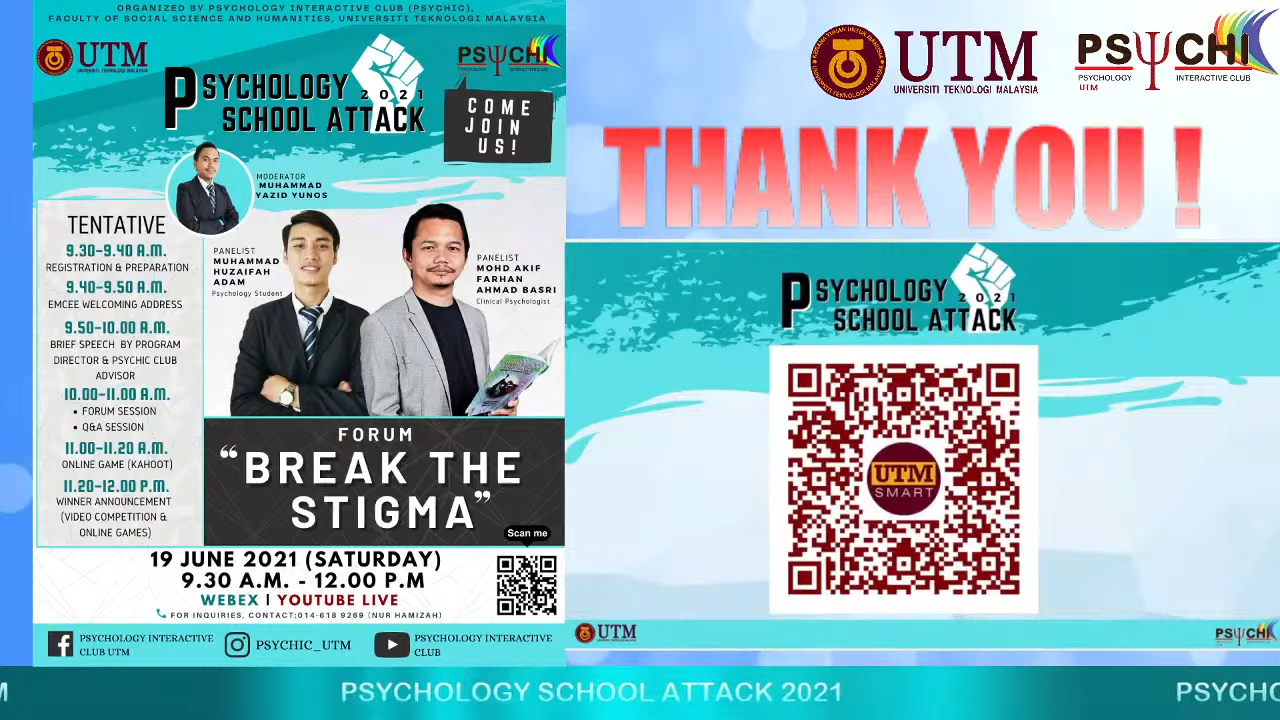 ORGANIZED BY PSYCHOLOGY INTERACTIVE CLUB (PSYCHIC),
FACULTY OF SOCIAL SCIENCE AND HUMANITIES, UNIVERSITI TEKNOLOGI MALAYSIA
UTM
UNIVERSITI TEKNOLOGI MALAYSIA
PSYCHI
PSYCHOLOGY INTERACTIVE CLUB
PSYCHOLOGY
2021
SCHOOL ATTACK
COME
JOIN
US!
MODERATOR
MUHAMMAD
YAZID YUNOS
TENTATIVE
9.30-9.40 A.M.
REGISTRATION & PREPARATION
9.40-9.50 A.M.
EMCEE WELCOMING ADDRESS
9.50-10.00 A.M.
BRIEF SPEECH BY PROGRAM
DIRECTOR & PSYCHIC CLUB
ADVISOR
10.00-11.00 A.M.
• FORUM SESSION
• Q&A SESSION
11.00-11.20 A.M.
ONLINE GAME (KAHOOT)
11.20-12.00 P.M.
WINNER ANNOUNCEMENT
(VIDEO COMPETITION &
ONLINE GAMES)
PANELIST
MUHAMMAD
HUZAIFAH
ADAM
Psychology Student
PANELIST
MOHD AKIF
FARHAN
AHMAD BASRI
Clinical Psychologist
FORUM
“BREAK THE
STIGMA”
Scan me
19 JUNE 2021 (SATURDAY)
9.30 A.M. - 12.00 P.M
WEBEX | YOUTUBE LIVE
FOR INQUIRIES, CONTACT:014-618 9269 (NUR HAMIZAH)
PSYCHOLOGY INTERACTIVE
CLUB UTM
PSYCHIC_UTM
PSYCHOLOGY INTERACTIVE
CLUB
UTM
UNIVERSITI TEKNOLOGI MALAYSIA
PSYCHI
PSYCHOLOGY INTERACTIVE CLUB
UTM
THANK YOU !
PSYCHOLOGY
2021
SCHOOL ATTACK
UTM
SMART
UTM
PSYCHI
M PSYCHOLOGY SCHOOL ATTACK 2021 PSYCHO